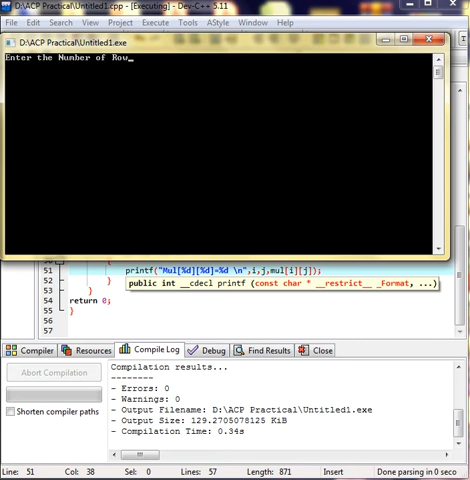 D:\ACP Practical\Untitled1.cpp - [Executing] - Dev-C++ 5.11
File Edit Search View Project Execute Tools AStyle Window Help
D:\ACP Practical\Untitled1.exe
Enter the Number of Row_
51 printf("Mul[%d][%d]=%d \n",i,j,mul[i][j]);
52 }
public int __cdecl printf (const char * __restrict__ _Format, ...)
53 }
54 return 0;
55 }
56
57
Compiler Resources Compile Log Debug Find Results Close
Abort Compilation
Shorten compiler paths
Compilation results...
--------
- Errors: 0
- Warnings: 0
- Output Filename: D:\ACP Practical\Untitled1.exe
- Output Size: 129.2705078125 KiB
- Compilation Time: 0.34s
Line: 51 Col: 38 Sel: 0 Lines: 57 Length: 871 Insert Done parsing in 0 seco